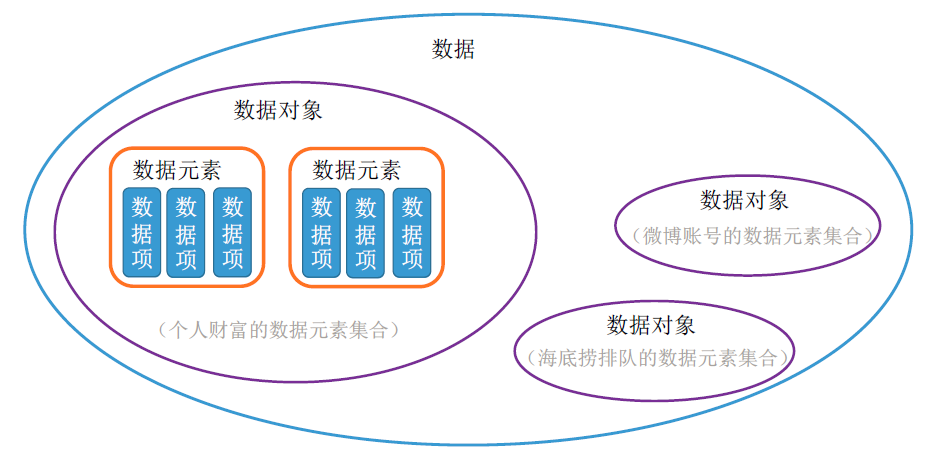 数据
数据对象
数据元素
数据项
数据项
数据项
数据元素
数据项
数据项
数据项
（个人财富的数据元素集合）
数据对象
（微博账号的数据元素集合）
数据对象
（海底捞排队的数据元素集合）